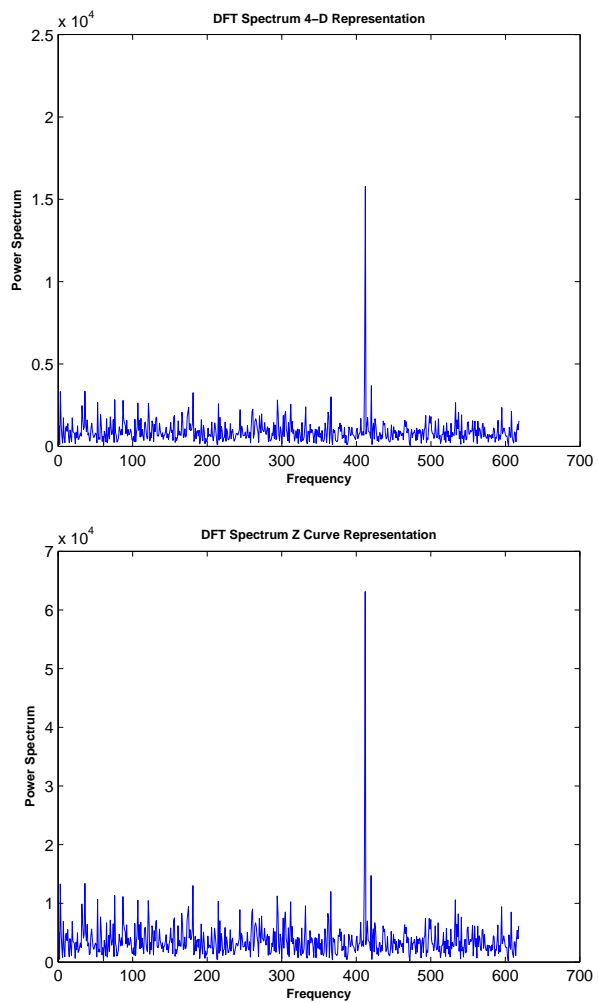 DFT Spectrum 4–D Representation
x 10^4
2.5
2
1.5
1
0.5
0
Power Spectrum
0 100 200 300 400 500 600 700
Frequency
DFT Spectrum Z Curve Representation
x 10^4
7
6
5
4
3
2
1
0
Power Spectrum
0 100 200 300 400 500 600 700
Frequency